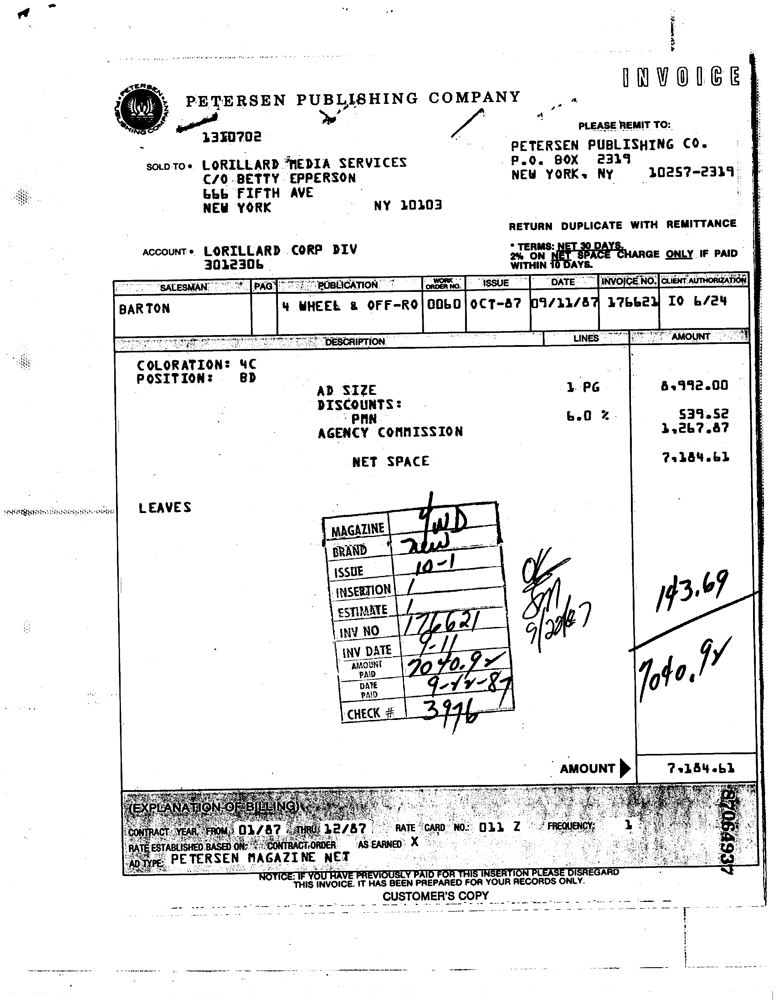 INVOICE
PETERSEN PUBLISHING COMPANY
PETERSEN PUBLISHING COMPANY
1310702
PLEASE REMIT TO:
PETERSEN PUBLISHING CO.
P.O. BOX 2319
NEW YORK, NY 10257-2319
SOLD TO • LORILLARD MEDIA SERVICES
C/O BETTY EPPERSON
666 FIFTH AVE
NEW YORK NY 10103
RETURN DUPLICATE WITH REMITTANCE
* TERMS: NET 30 DAYS.
2% ON NET SPACE CHARGE ONLY IF PAID
WITHIN 10 DAYS.
ACCOUNT • LORILLARD CORP DIV
3012306
SALESMAN PAG PUBLICATION WORK ORDER NO. ISSUE DATE INVOICE NO. CLIENT AUTHORIZATION
BARTON 4 WHEEL & OFF-RO 0060 OCT-87 09/11/87 176621 IO 6/24
DESCRIPTION LINES AMOUNT
COLORATION: 4C
POSITION: BD
AD SIZE 1 PG 8,992.00
DISCOUNTS:
PMN 6.0 % 539.52
AGENCY COMMISSION 1,267.87
NET SPACE 7,184.61
LEAVES
MAGAZINE 4WD
BRAND new
ISSUE 10-1
INSERTION 1
ESTIMATE 1
INV NO 176621
INV DATE 9-11
AMOUNT PAID 7040.92
DATE PAID 9-22-87
CHECK # 3976
OK
SM
9/22/87
143.69
7040.92
AMOUNT 7,184.61
(EXPLANATION OF BILLING)
CONTRACT YEAR, FROM 01/87 THRU 12/87 RATE CARD NO.: 011 Z FREQUENCY: 1
RATE ESTABLISHED BASED ON: CONTRACT/ORDER AS EARNED X
AD TYPE: PETERSEN MAGAZINE NET
87064937
NOTICE: IF YOU HAVE PREVIOUSLY PAID FOR THIS INSERTION PLEASE DISREGARD
THIS INVOICE. IT HAS BEEN PREPARED FOR YOUR RECORDS ONLY.
CUSTOMER'S COPY